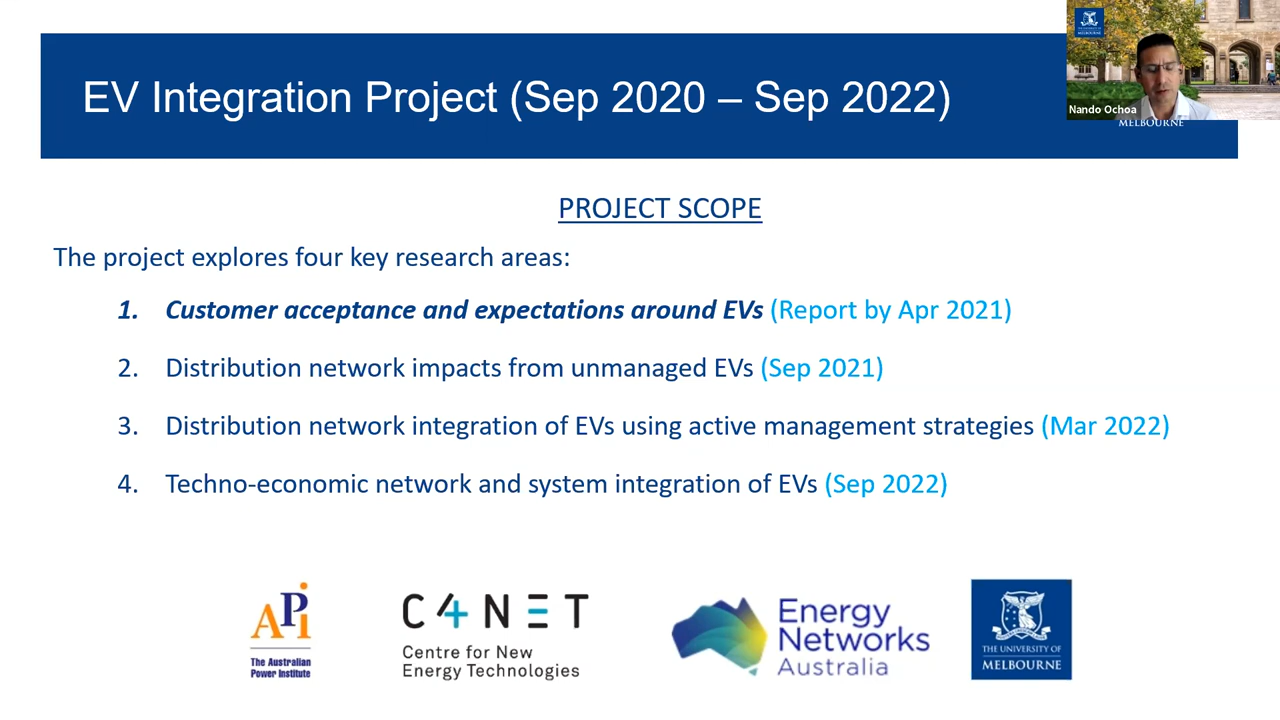 EV Integration Project (Sep 2020 – Sep 2022)
Nando Ochoa
MELBOURNE
PROJECT SCOPE
The project explores four key research areas:
1. Customer acceptance and expectations around EVs (Report by Apr 2021)
2. Distribution network impacts from unmanaged EVs (Sep 2021)
3. Distribution network integration of EVs using active management strategies (Mar 2022)
4. Techno-economic network and system integration of EVs (Sep 2022)
APi
The Australian
Power Institute
C4NET
Centre for New
Energy Technologies
Energy
Networks
Australia
THE UNIVERSITY OF
MELBOURNE